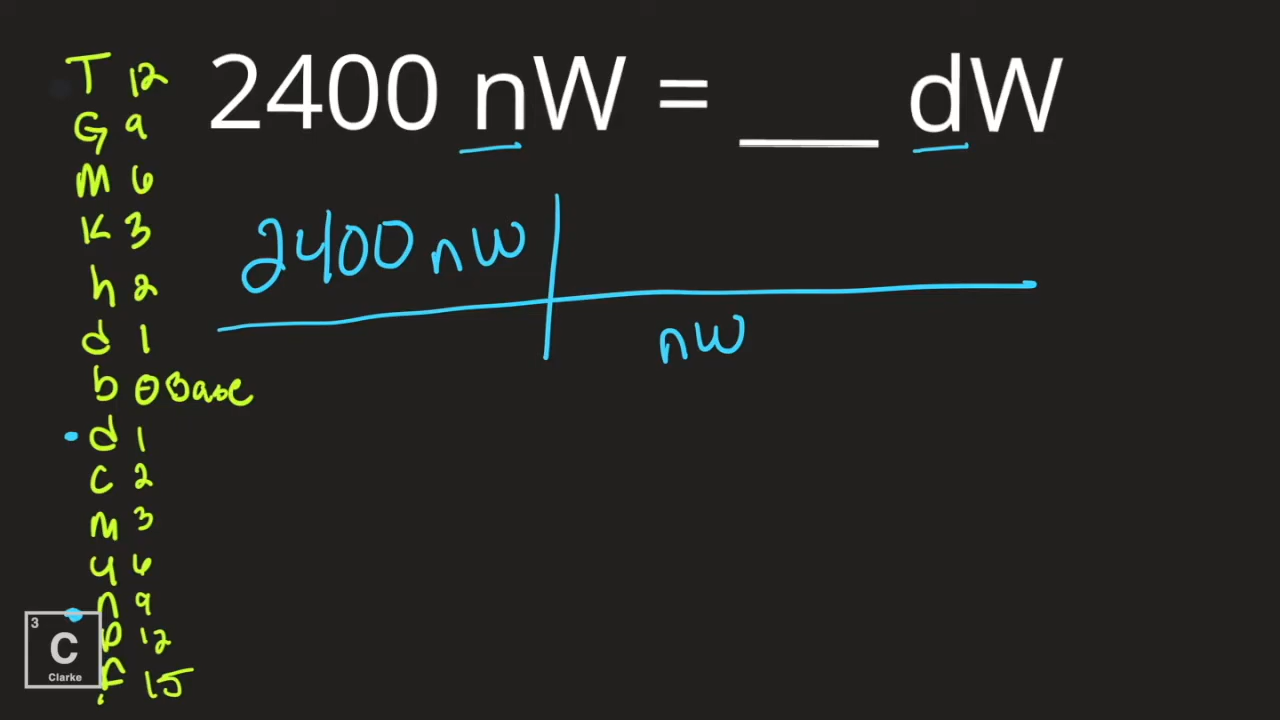 2400 nW = ___ dW
T 12
G 9
M 6
K 3
h 2
d 1
b 0 Base
d 1
c 2
m 3
u 6
n 9
p 12
f 15
2400 nW
nW
3
C
Clarke